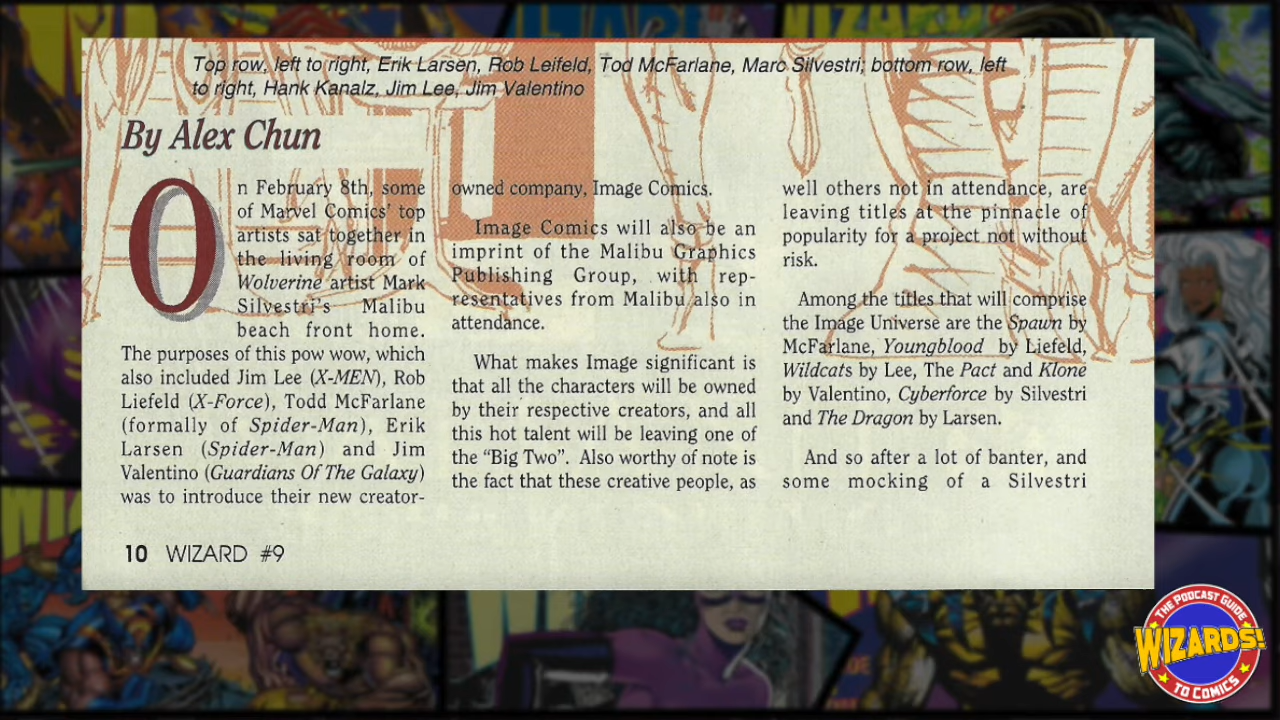 Top row, left to right, Erik Larsen, Rob Leifeld, Tod McFarlane, Marc Silvestri; bottom row, left
to right, Hank Kanalz, Jim Lee, Jim Valentino
By Alex Chun
On February 8th, some
of Marvel Comics' top
artists sat together in
the living room of
Wolverine artist Mark
Silvestri's Malibu
beach front home.
The purposes of this pow wow, which
also included Jim Lee (X-MEN), Rob
Liefeld (X-Force), Todd McFarlane
(formally of Spider-Man), Erik
Larsen (Spider-Man) and Jim
Valentino (Guardians Of The Galaxy)
was to introduce their new creator-
owned company, Image Comics.
Image Comics will also be an
imprint of the Malibu Graphics
Publishing Group, with rep-
resentatives from Malibu also in
attendance.
What makes Image significant is
that all the characters will be owned
by their respective creators, and all
this hot talent will be leaving one of
the “Big Two”. Also worthy of note is
the fact that these creative people, as
well others not in attendance, are
leaving titles at the pinnacle of
popularity for a project not without
risk.
Among the titles that will comprise
the Image Universe are the Spawn by
McFarlane, Youngblood by Liefeld,
Wildcats by Lee, The Pact and Klone
by Valentino, Cyberforce by Silvestri
and The Dragon by Larsen.
And so after a lot of banter, and
some mocking of a Silvestri
10 WIZARD #9
THE PODCAST GUIDE
WIZARDS!
TO COMICS